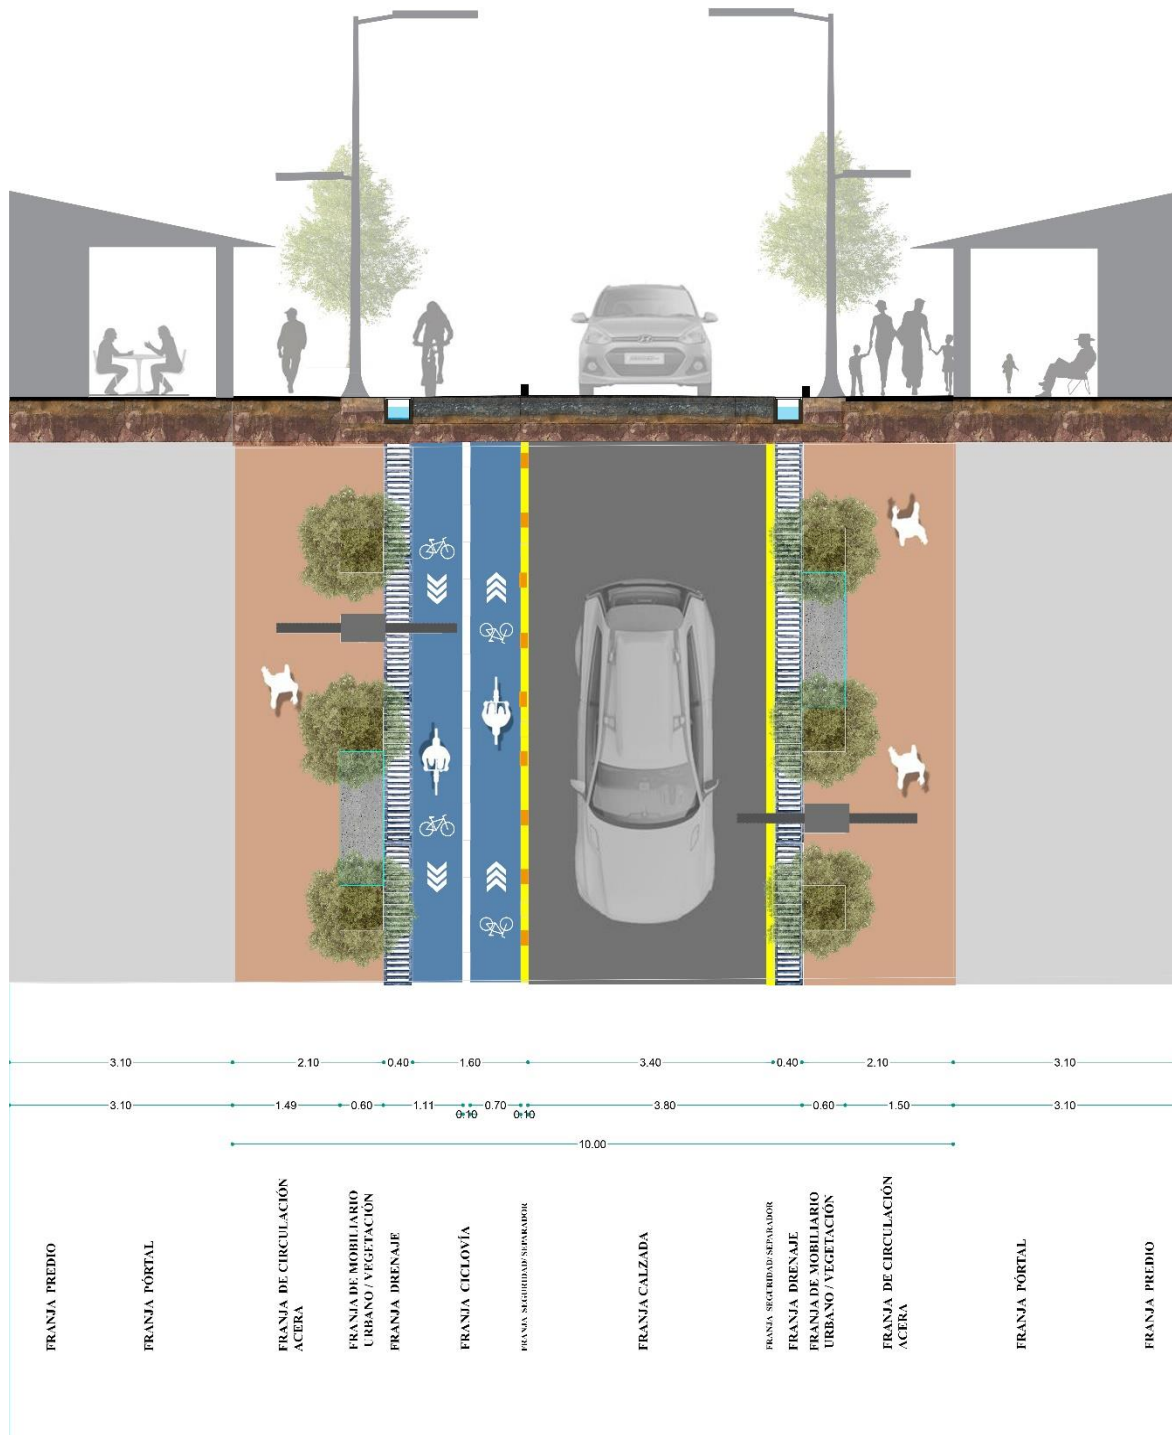 3.10
2.10
0.40
1.60
3.40
0.40
2.10
3.10
3.10
1.49
0.60
1.11
0.10
0.70
0.10
3.80
0.60
1.50
3.10
10.00
FRANJA PREDIO
FRANJA PÓRTAL
FRANJA DE CIRCULACIÓN
ACERA
FRANJA DE MOBILIARIO
URBANO / VEGETACIÓN
FRANJA DRENAJE
FRANJA CICLOVÍA
FRANJA SEGURIDAD/SEPARADOR
FRANJA CALZADA
FRANJA SEGURIDAD/SEPARADOR
FRANJA DRENAJE
FRANJA DE MOBILIARIO
URBANO / VEGETACIÓN
FRANJA DE CIRCULACIÓN
ACERA
FRANJA PÓRTAL
FRANJA PREDIO